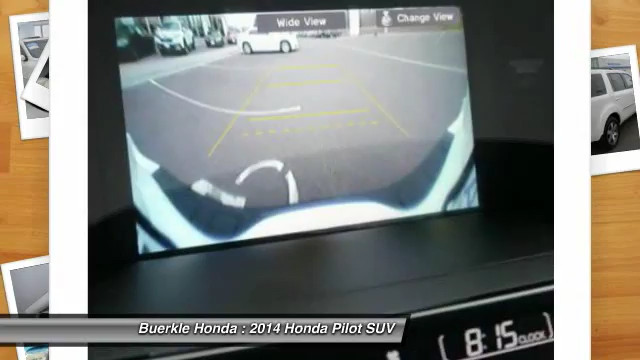 Wide View
Change View
Buerkle Honda : 2014 Honda Pilot SUV
8:15 CLOCK